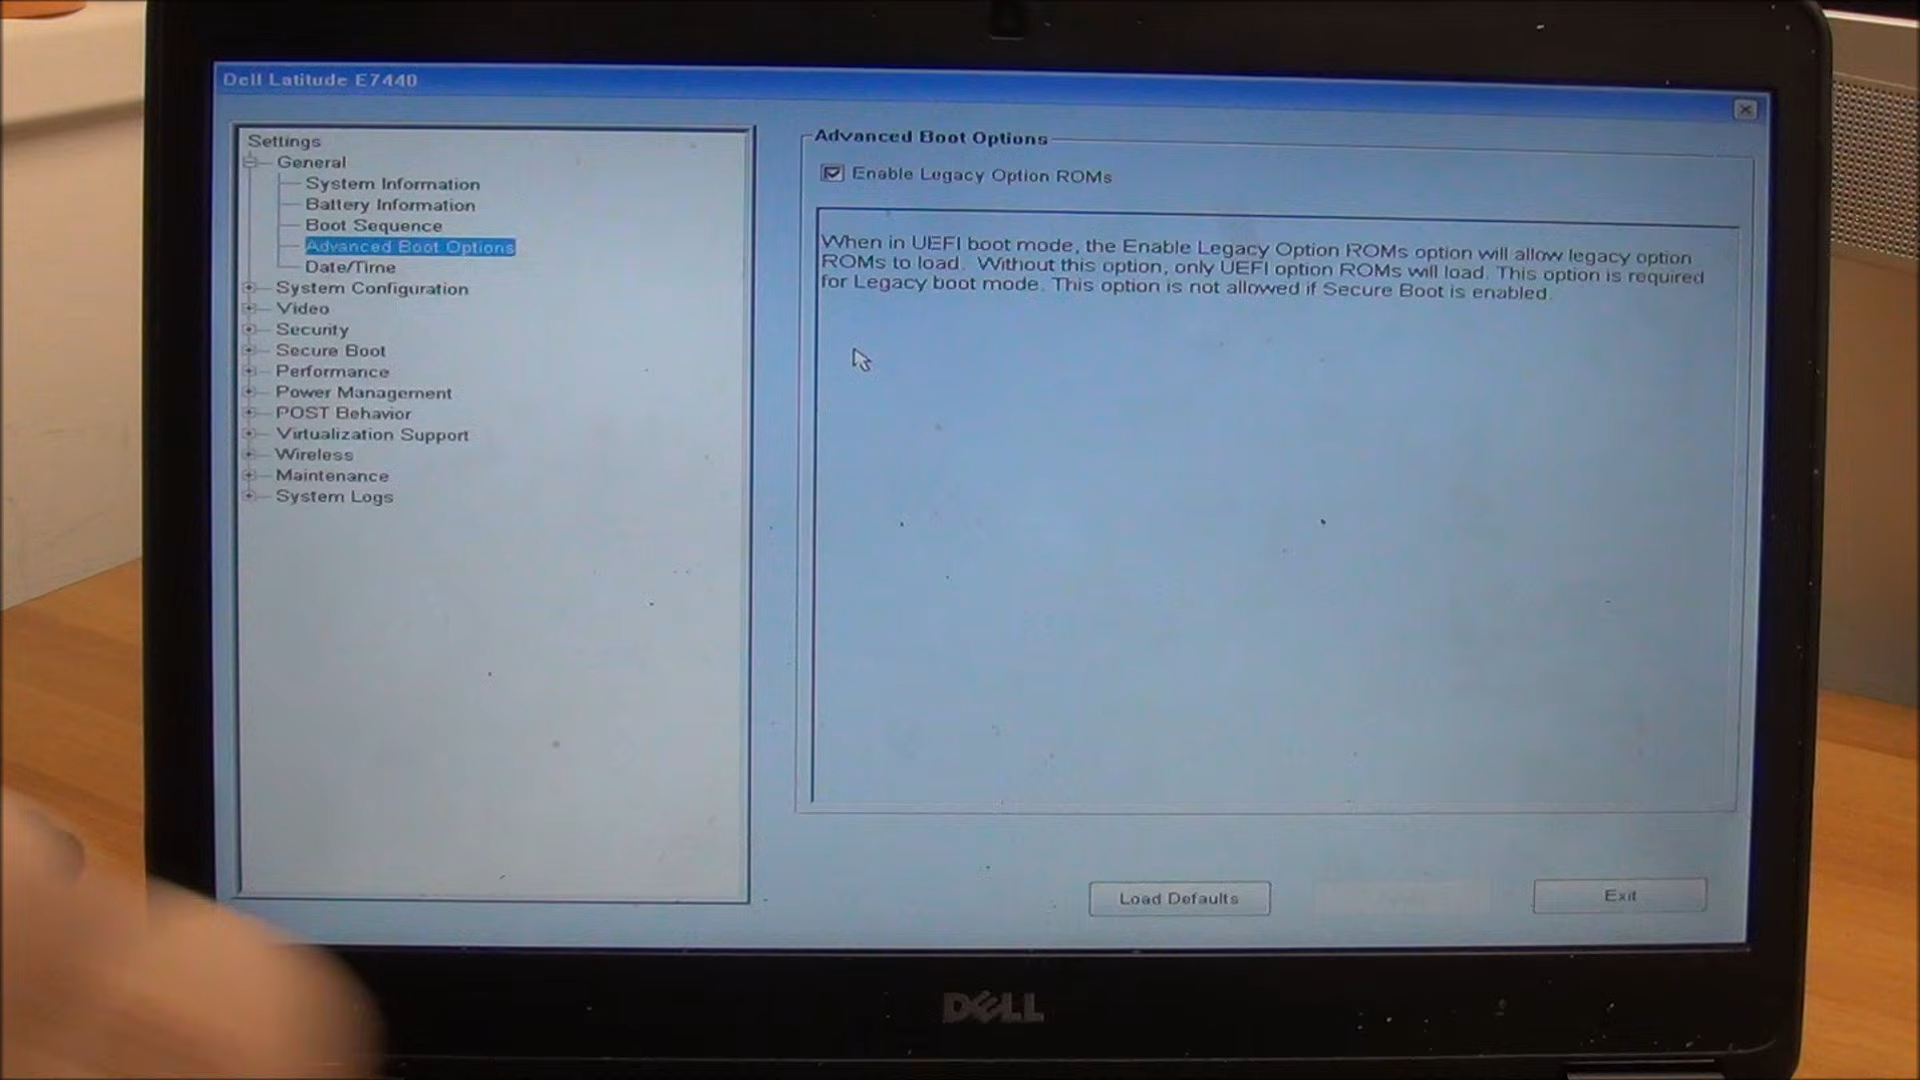 Dell Latitude E7440
Settings
General
System Information
Battery Information
Boot Sequence
Advanced Boot Options
Date/Time
System Configuration
Video
Security
Secure Boot
Performance
Power Management
POST Behavior
Virtualization Support
Wireless
Maintenance
System Logs
Advanced Boot Options
Enable Legacy Option ROMs
When in UEFI boot mode, the Enable Legacy Option ROMs option will allow legacy option
ROMs to load. Without this option, only UEFI option ROMs will load. This option is required
for Legacy boot mode. This option is not allowed if Secure Boot is enabled.
Load Defaults
Exit
DELL